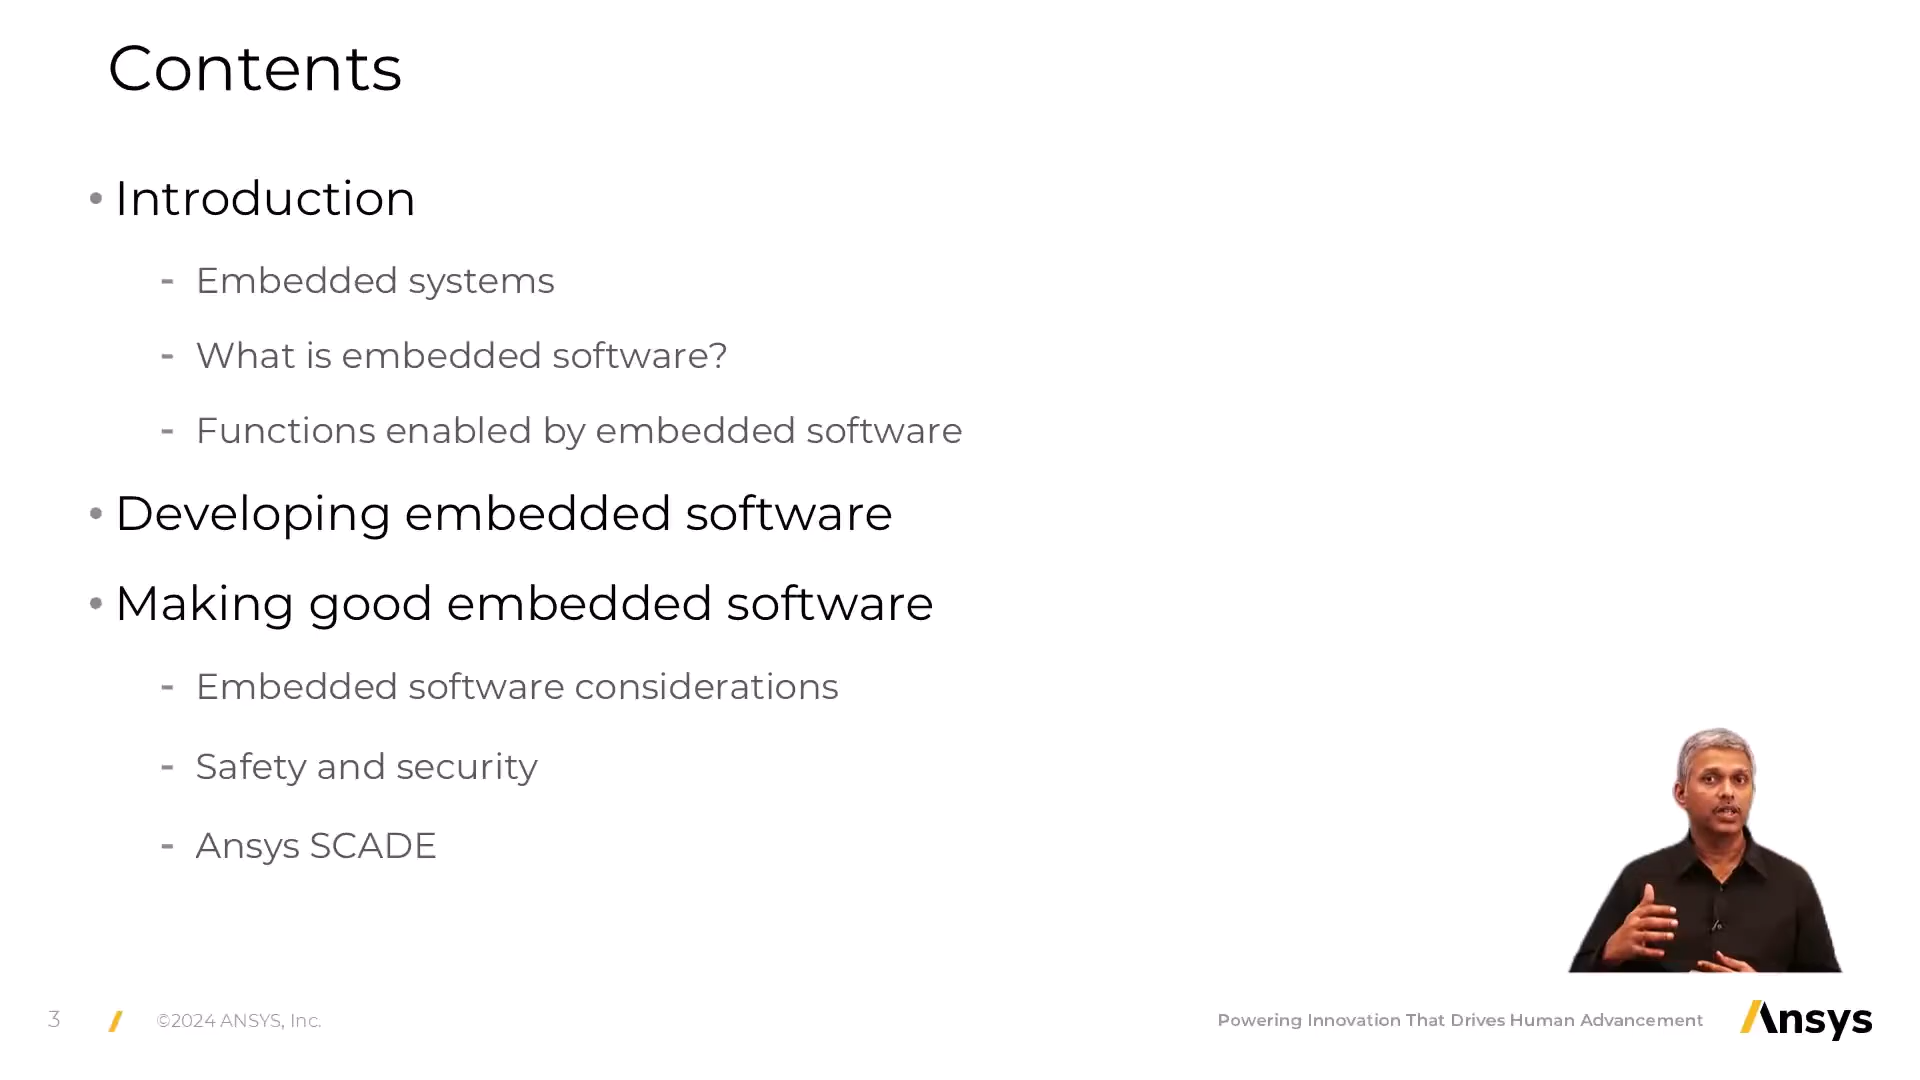 Contents
• Introduction
- Embedded systems
- What is embedded software?
- Functions enabled by embedded software
• Developing embedded software
• Making good embedded software
- Embedded software considerations
- Safety and security
- Ansys SCADE
3
©2024 ANSYS, Inc.
Powering Innovation That Drives Human Advancement
Ansys